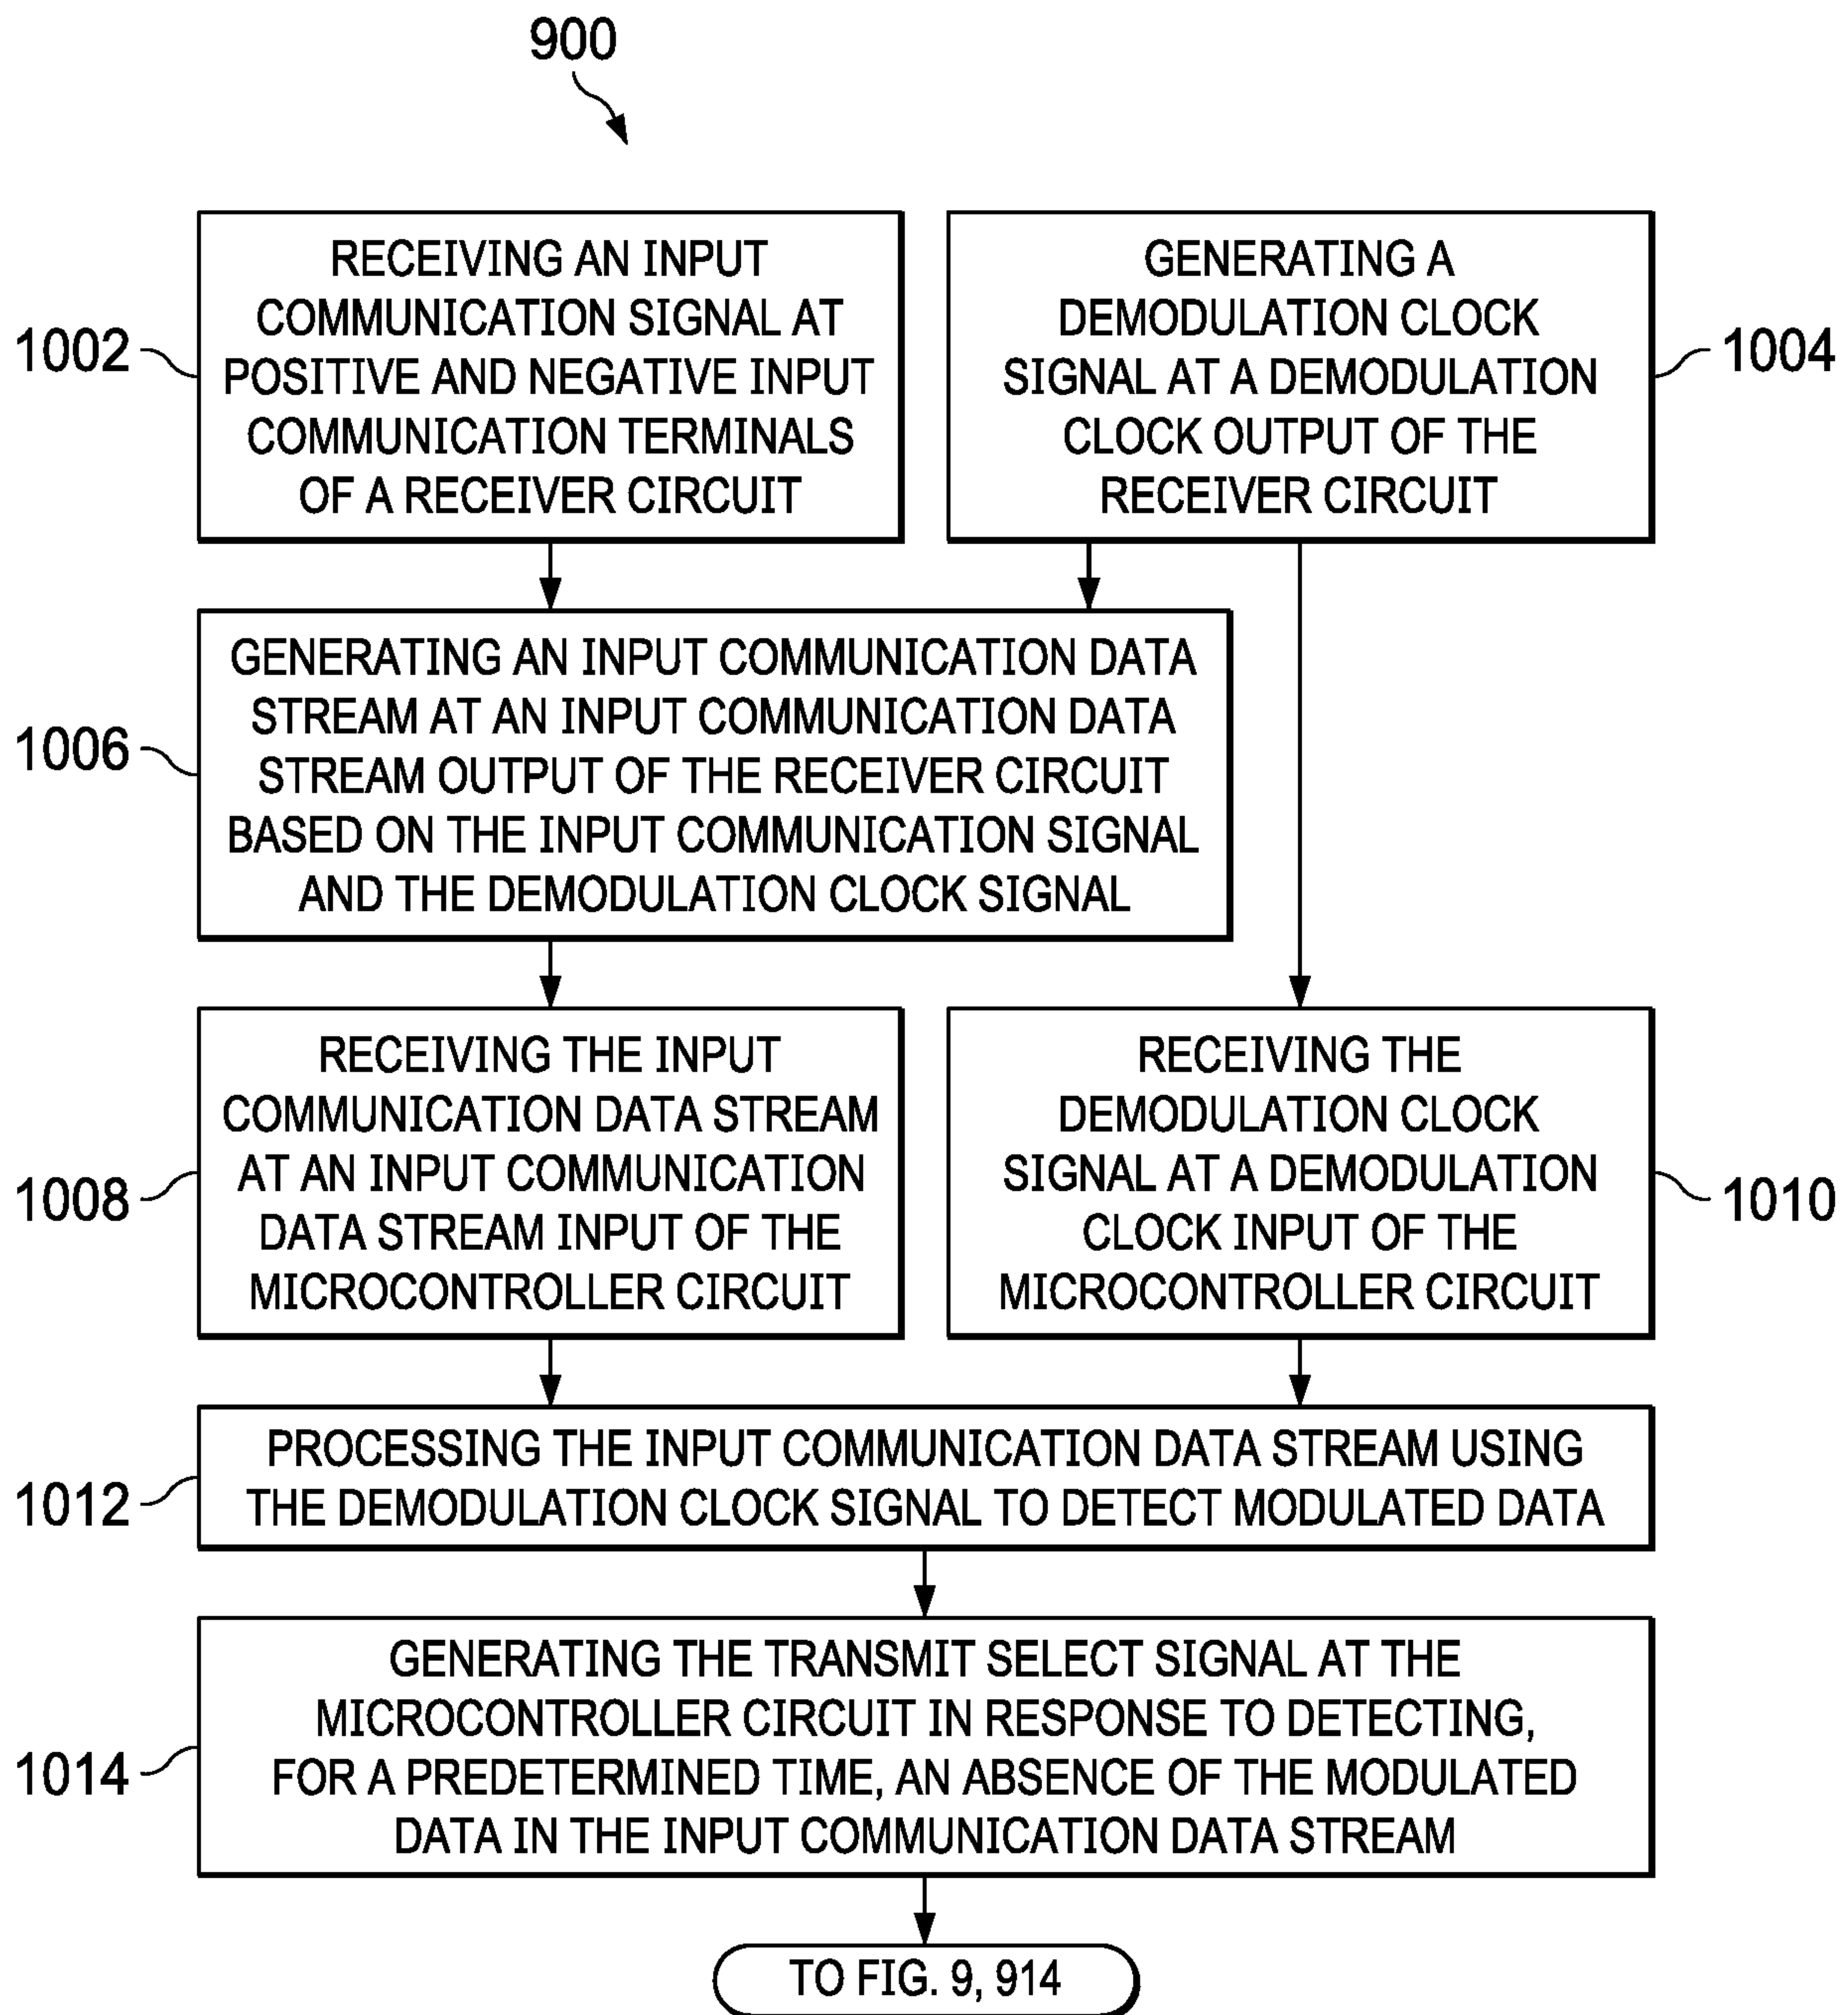 900
1002
RECEIVING AN INPUT
COMMUNICATION SIGNAL AT
POSITIVE AND NEGATIVE INPUT
COMMUNICATION TERMINALS
OF A RECEIVER CIRCUIT
GENERATING A
DEMODULATION CLOCK
SIGNAL AT A DEMODULATION
CLOCK OUTPUT OF THE
RECEIVER CIRCUIT
1004
1006
GENERATING AN INPUT COMMUNICATION DATA
STREAM AT AN INPUT COMMUNICATION DATA
STREAM OUTPUT OF THE RECEIVER CIRCUIT
BASED ON THE INPUT COMMUNICATION SIGNAL
AND THE DEMODULATION CLOCK SIGNAL
1008
RECEIVING THE INPUT
COMMUNICATION DATA STREAM
AT AN INPUT COMMUNICATION
DATA STREAM INPUT OF THE
MICROCONTROLLER CIRCUIT
RECEIVING THE
DEMODULATION CLOCK
SIGNAL AT A DEMODULATION
CLOCK INPUT OF THE
MICROCONTROLLER CIRCUIT
1010
1012
PROCESSING THE INPUT COMMUNICATION DATA STREAM USING
THE DEMODULATION CLOCK SIGNAL TO DETECT MODULATED DATA
1014
GENERATING THE TRANSMIT SELECT SIGNAL AT THE
MICROCONTROLLER CIRCUIT IN RESPONSE TO DETECTING,
FOR A PREDETERMINED TIME, AN ABSENCE OF THE MODULATED
DATA IN THE INPUT COMMUNICATION DATA STREAM
TO FIG. 9, 914